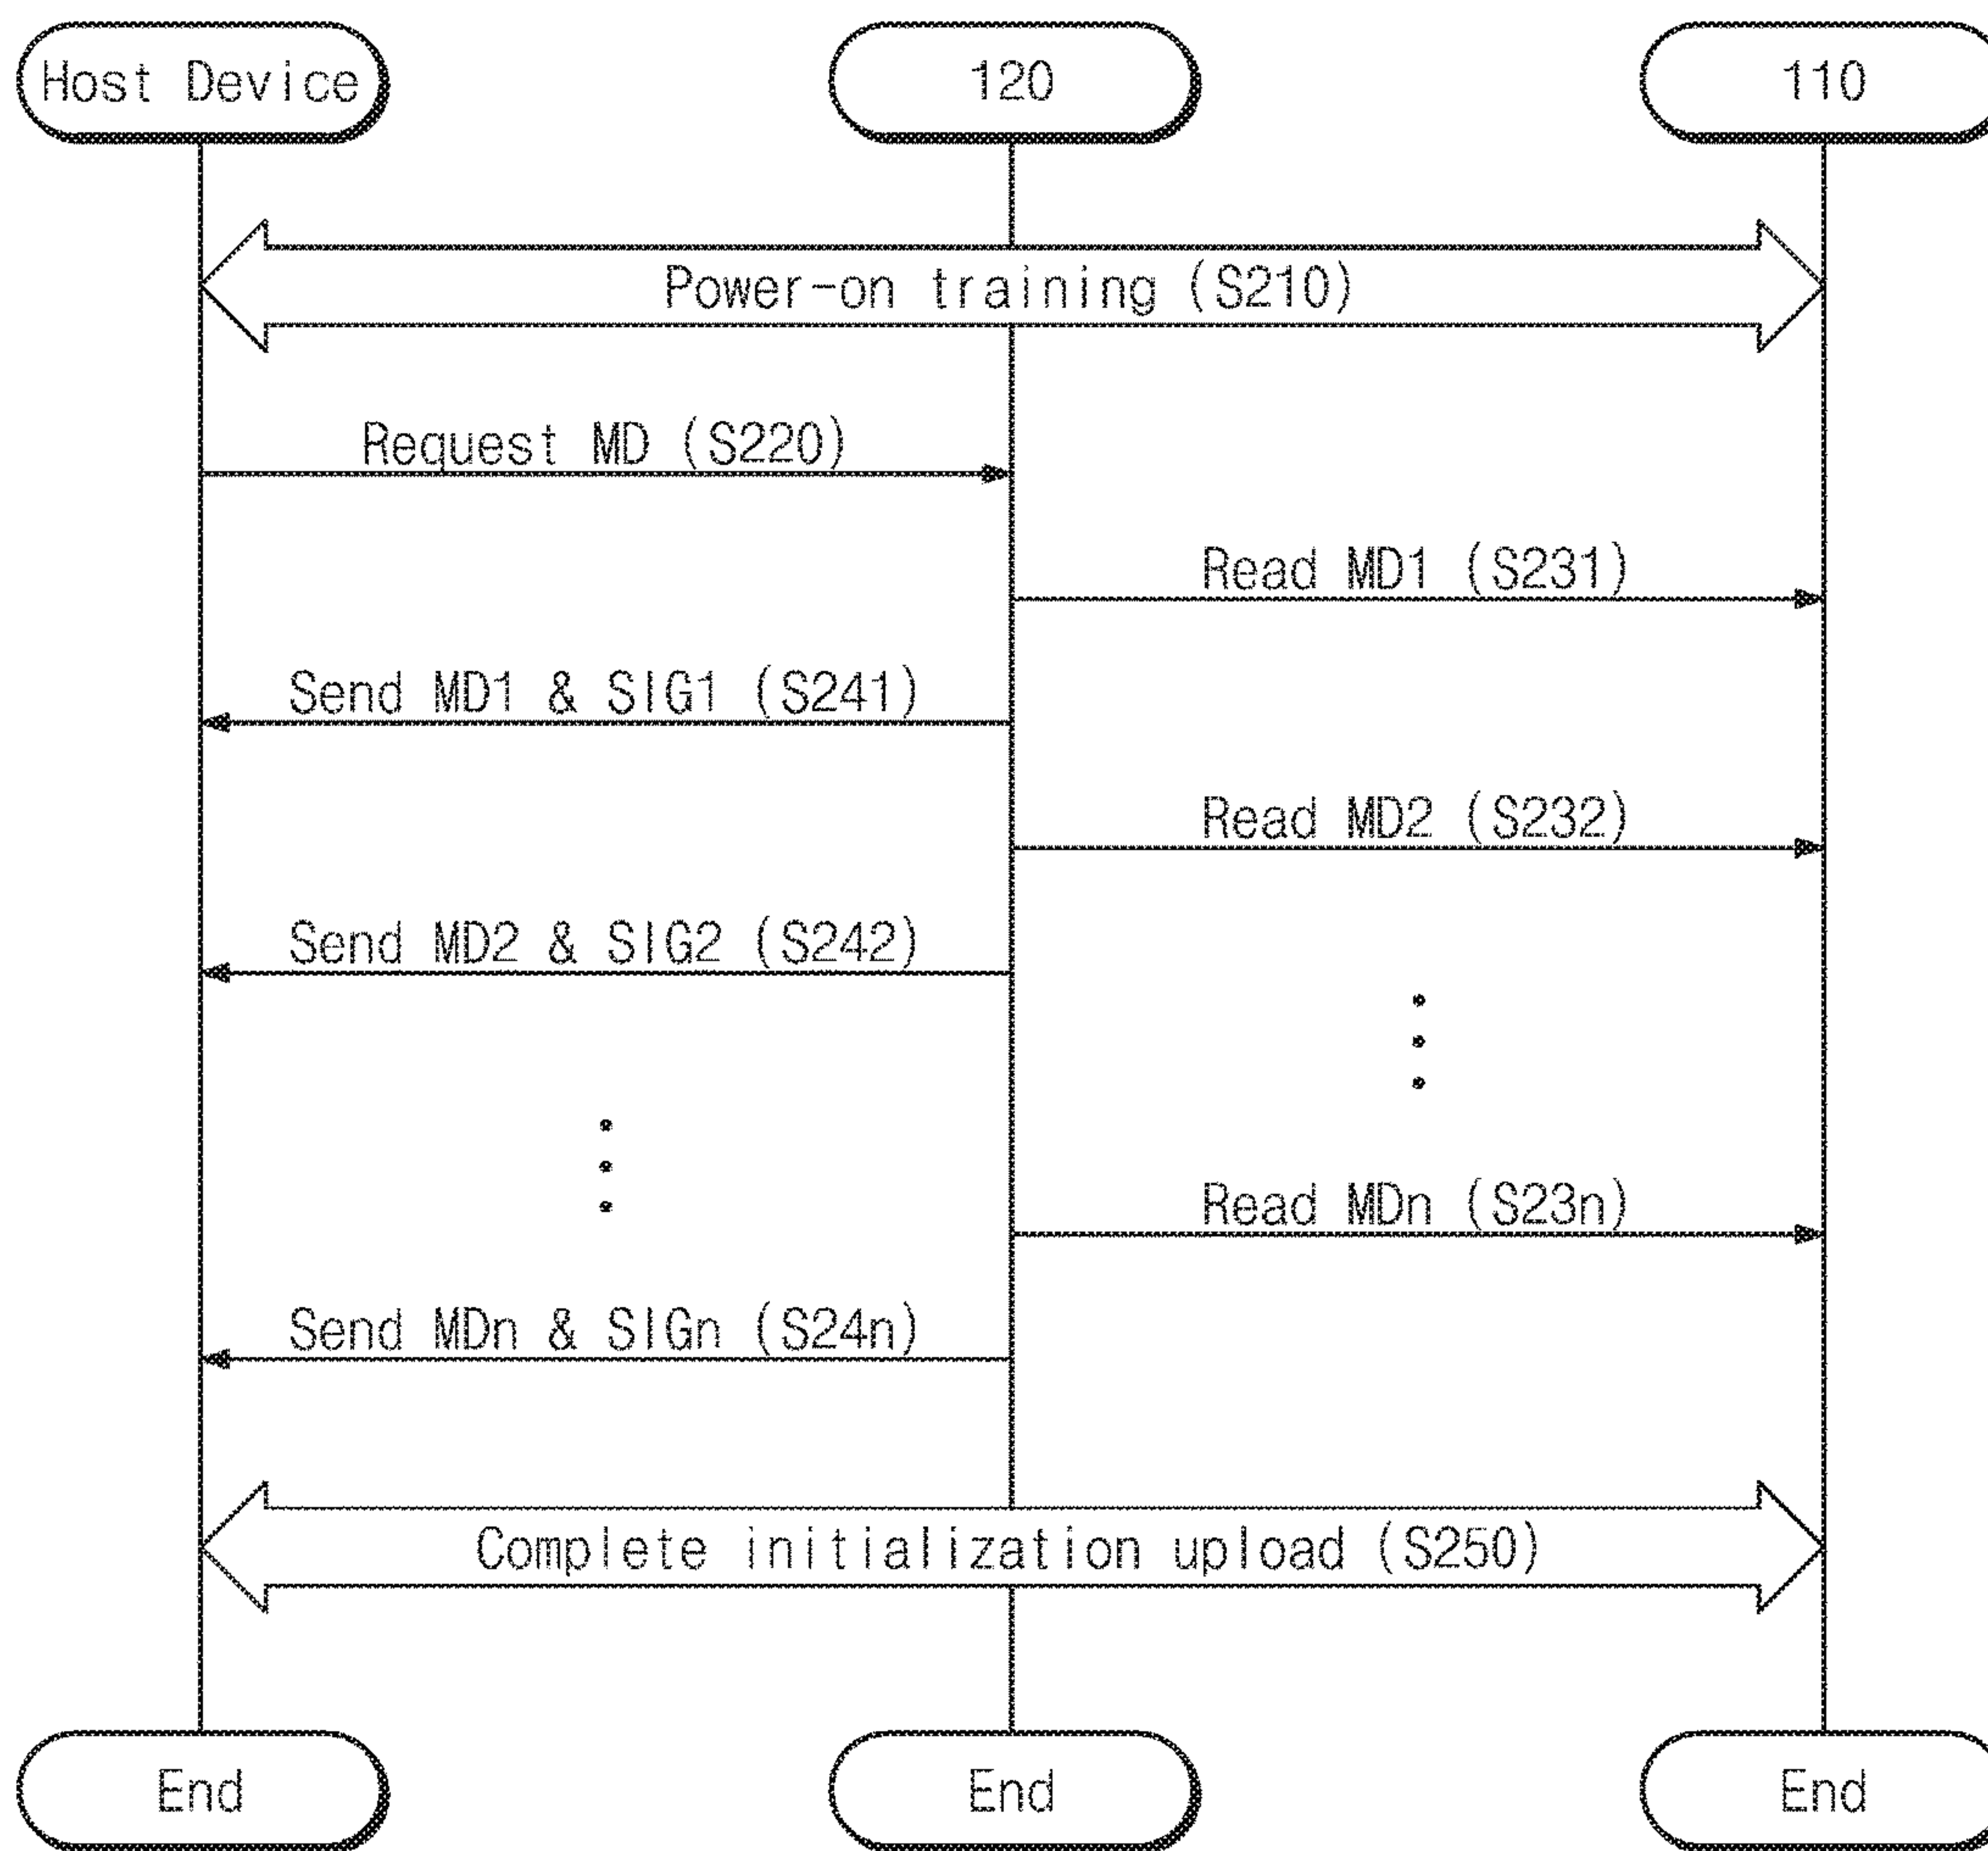 Host Device
120
110
Power-on training (S210)
Request MD (S220)
Read MD1 (S231)
Send MD1 & SIG1 (S241)
Read MD2 (S232)
Send MD2 & SIG2 (S242)
Read MDn (S23n)
Send MDn & SIGn (S24n)
Complete initialization upload (S250)
End
End
End